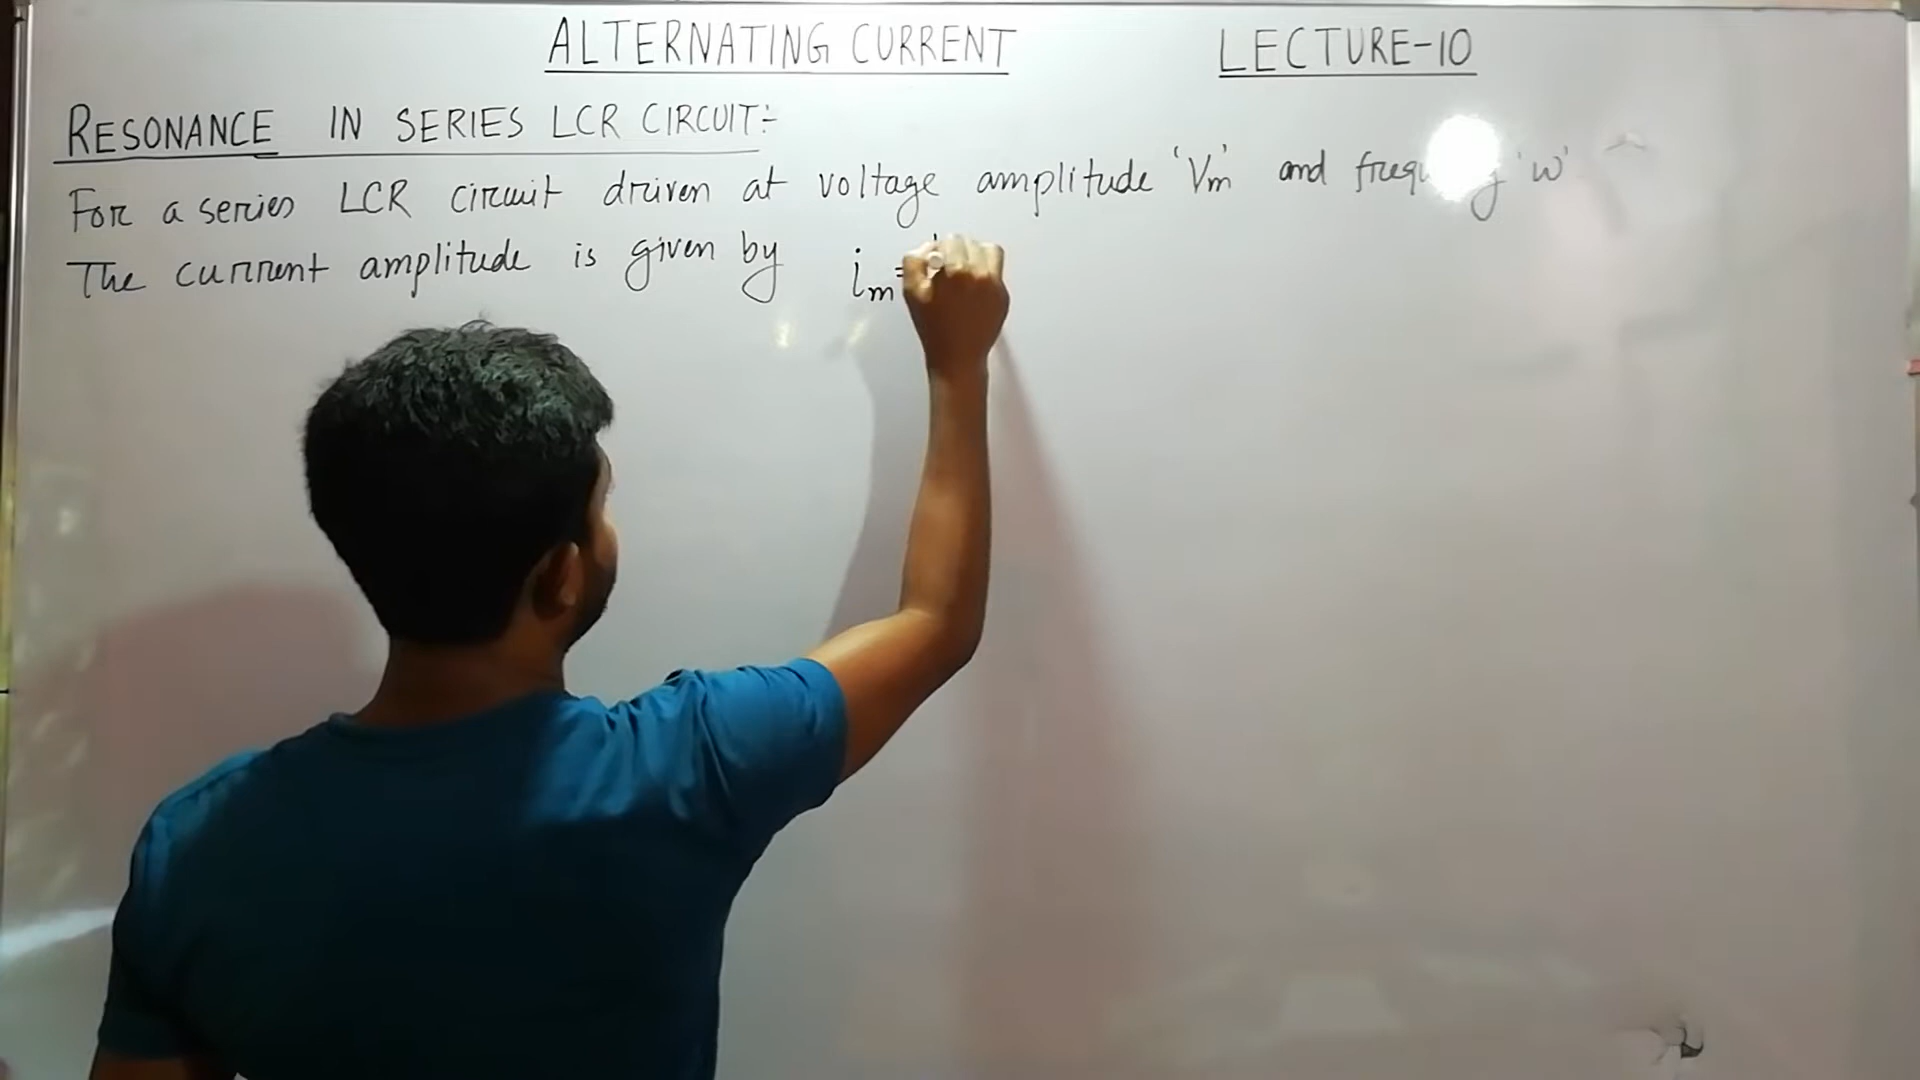 ALTERNATING CURRENT LECTURE-10
RESONANCE IN SERIES LCR CIRCUIT:-
For a series LCR circuit driven at voltage amplitude 'Vm' and 'ω'
The current amplitude is given by im=